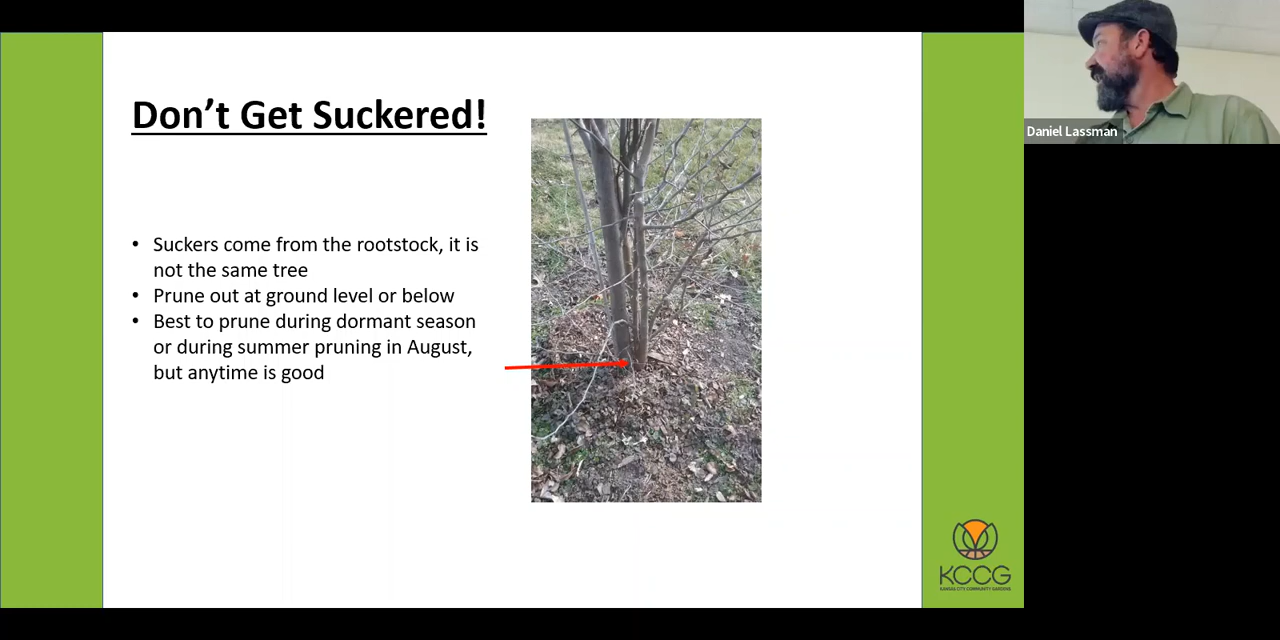 Don’t Get Suckered!
• Suckers come from the rootstock, it is
not the same tree
• Prune out at ground level or below
• Best to prune during dormant season
or during summer pruning in August,
but anytime is good
Daniel Lassman
KCCG
KANSAS CITY COMMUNITY GARDENS